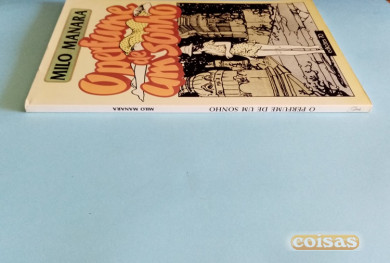 MILO MANARA
O perfume
de
um sonho
MILO MANARA
O PERFUME DE UM SONHO
coisas